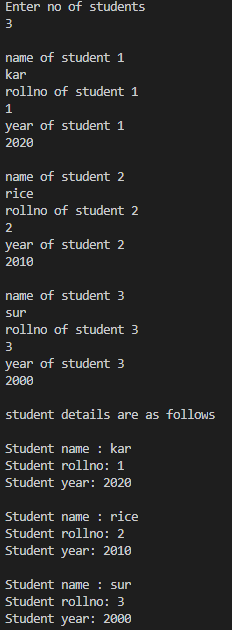 Enter no of students
3
name of student 1
kar
rollno of student 1
1
year of student 1
2020
name of student 2
rice
rollno of student 2
2
year of student 2
2010
name of student 3
sur
rollno of student 3
3
year of student 3
2000
student details are as follows
Student name : kar
Student rollno: 1
Student year: 2020
Student name : rice
Student rollno: 2
Student year: 2010
Student name : sur
Student rollno: 3
Student year: 2000